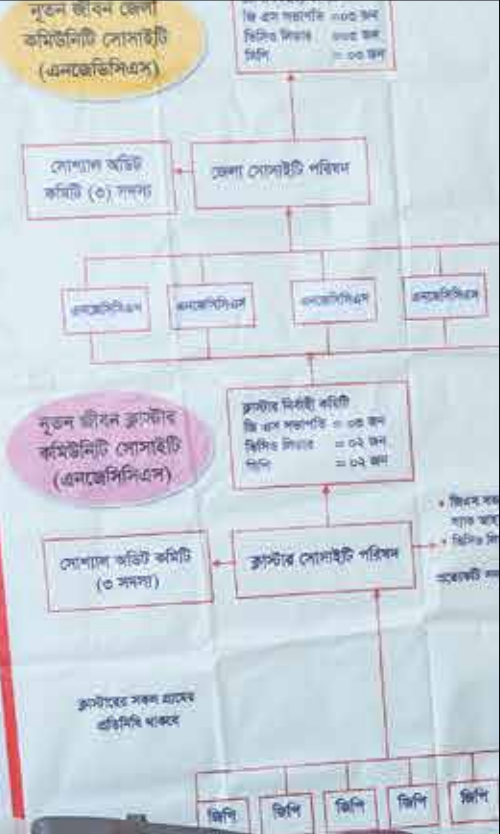 নূতন জীবন জেলা
কমিউনিটি সোসাইটি
(এনজেডিসিএস)
জি এস সভাপতি =০৩ জন
ভিসিও লিডার =০৫ জন
সিপি =০৩ জন
সোশ্যাল অডিট
কমিটি (৩) সদস্য
জেলা সোসাইটি পরিষদ
এনজেসিসিএস
এনজেসিসিএস
এনজেসিসিএস
এনজেসিসিএস
নূতন জীবন ক্লাস্টার
কমিউনিটি সোসাইটি
(এনজেসিসিএস)
ক্লাস্টার নির্বাহী কমিটি
জি এস সভাপতি = ০৩ জন
ভিসিও লিডার = ০২ জন
সিপি = ০২ জন
সোশ্যাল অডিট কমিটি
(৩ সদস্য)
ক্লাস্টার সোসাইটি পরিষদ
ক্লাস্টারের সকল গ্রামের
প্রতিনিধি থাকবে
জিপি
জিপি
জিপি
জিপি
জিপি